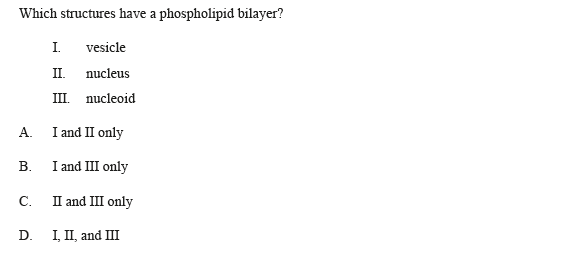 Which structures have a phospholipid bilayer?
I. vesicle
II. nucleus
III. nucleoid
A. I and II only
B. I and III only
C. II and III only
D. I, II, and III